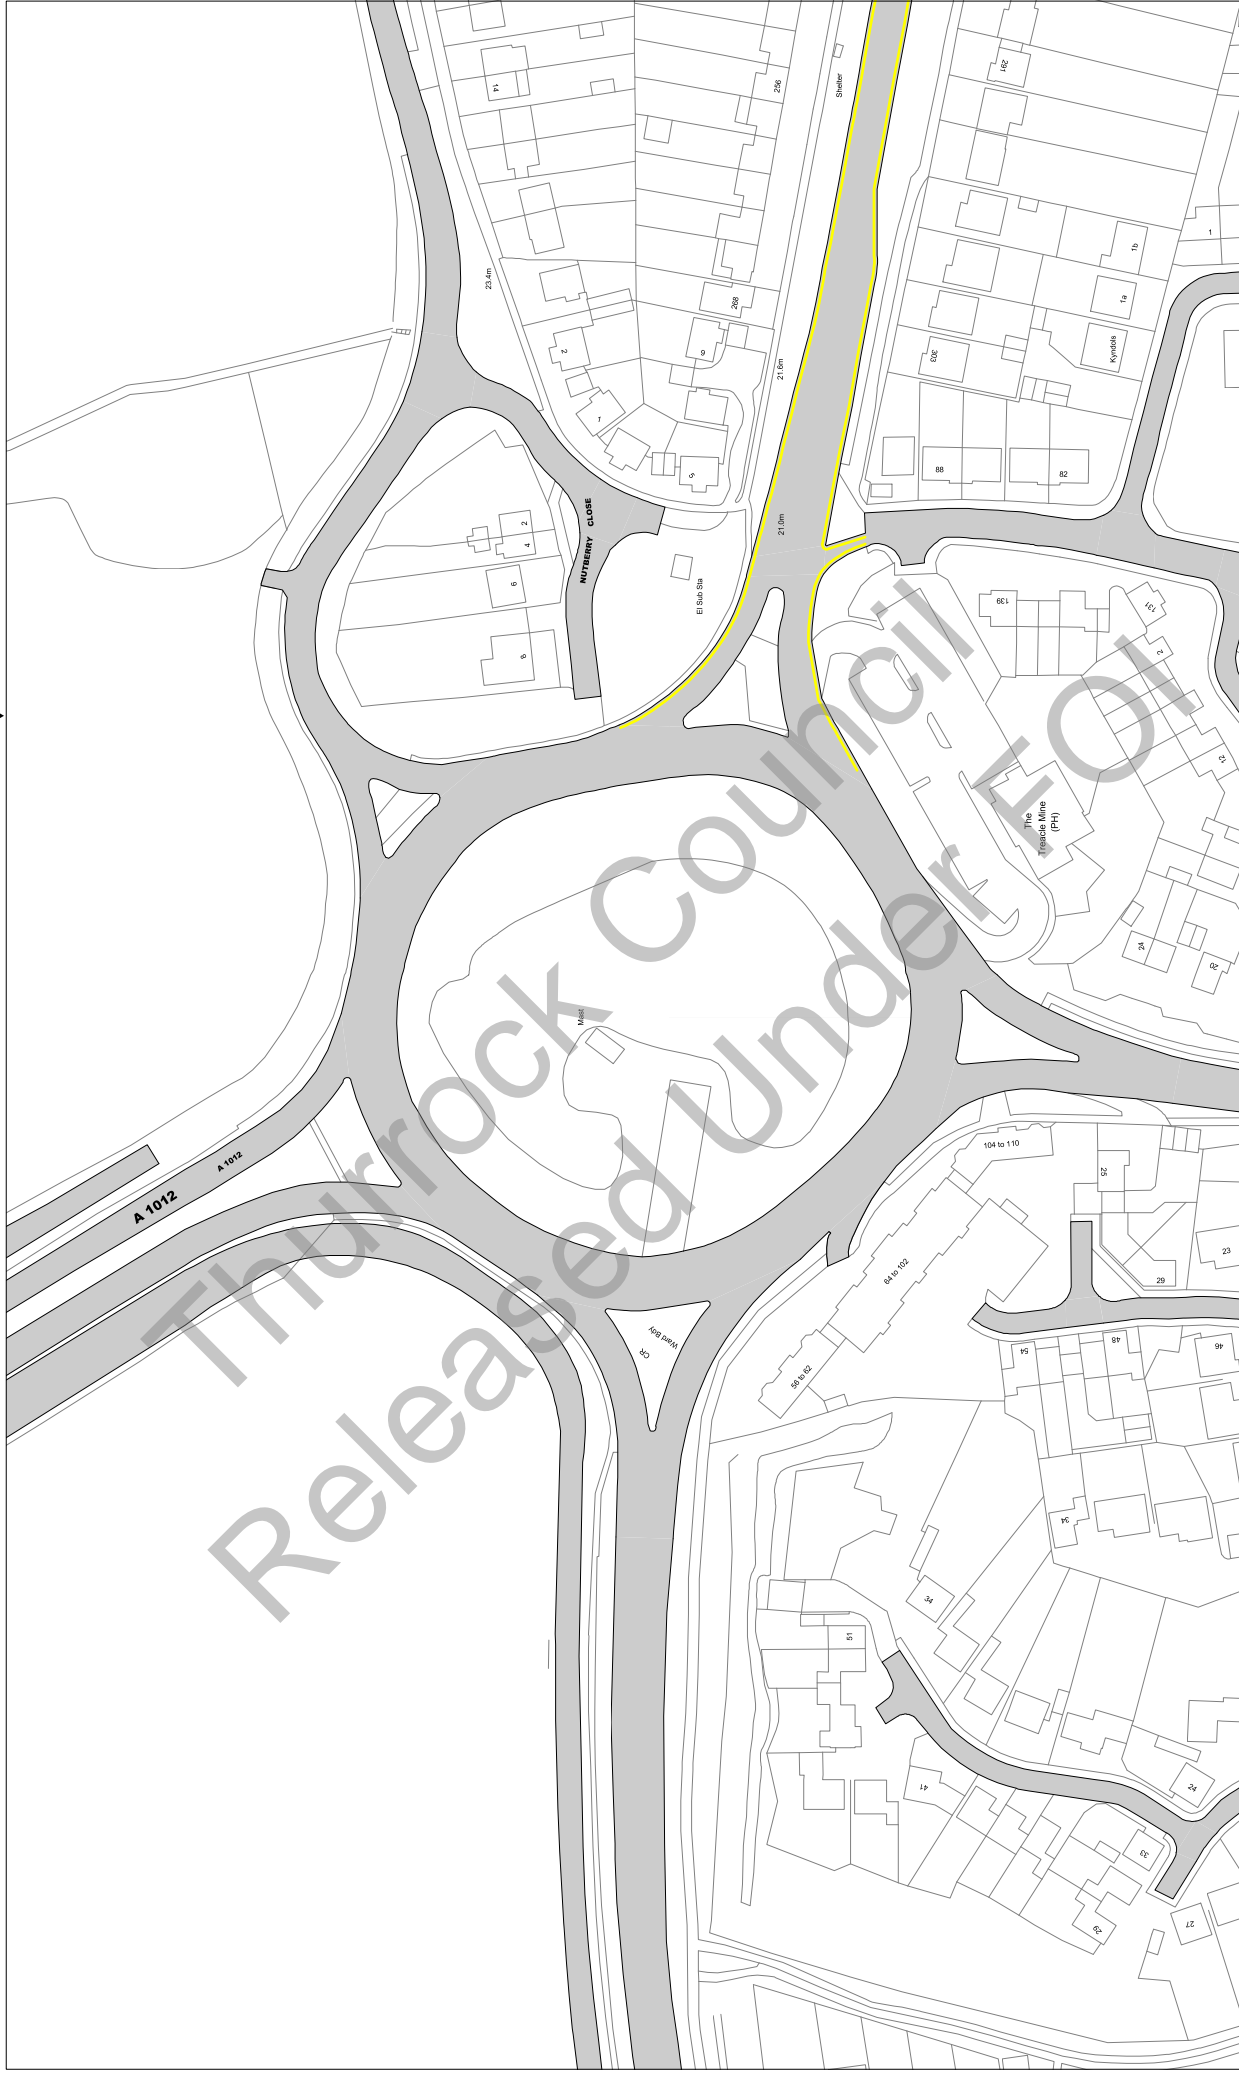 14
256
Shelter
291
23.4m
1b
1
1a
268
21.6m
Kyndols
303
2
9
1
5
88
82
21.0m
NUTBERRY CLOSE
2
4
6
8
El Sub Sta
139
131
2
12
The
Treacle Mine
(PH)
24
20
Mast
A 1012
A 1012
104 to 110
25
23
29
64 to 102
CR
Ward Bdy
56 to 62
54
48
46
34
34
51
41
24
33
29
27
Thurrock Council
Released Under FOI